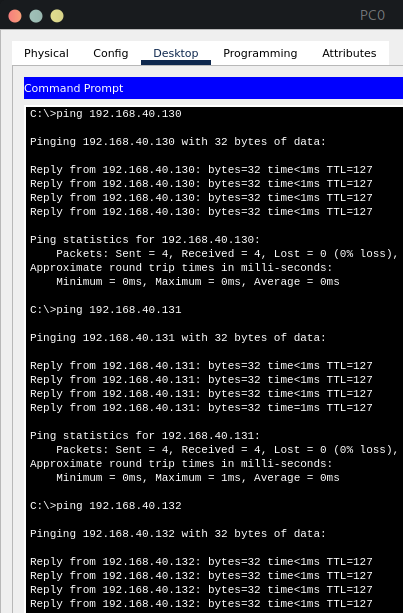 PC0
Physical Config Desktop Programming Attributes
Command Prompt
C:\>ping 192.168.40.130
Pinging 192.168.40.130 with 32 bytes of data:
Reply from 192.168.40.130: bytes=32 time<1ms TTL=127
Reply from 192.168.40.130: bytes=32 time<1ms TTL=127
Reply from 192.168.40.130: bytes=32 time<1ms TTL=127
Reply from 192.168.40.130: bytes=32 time<1ms TTL=127
Ping statistics for 192.168.40.130:
Packets: Sent = 4, Received = 4, Lost = 0 (0% loss),
Approximate round trip times in milli-seconds:
Minimum = 0ms, Maximum = 0ms, Average = 0ms
C:\>ping 192.168.40.131
Pinging 192.168.40.131 with 32 bytes of data:
Reply from 192.168.40.131: bytes=32 time<1ms TTL=127
Reply from 192.168.40.131: bytes=32 time<1ms TTL=127
Reply from 192.168.40.131: bytes=32 time<1ms TTL=127
Reply from 192.168.40.131: bytes=32 time<1ms TTL=127
Ping statistics for 192.168.40.131:
Packets: Sent = 4, Received = 4, Lost = 0 (0% loss),
Approximate round trip times in milli-seconds:
Minimum = 0ms, Maximum = 1ms, Average = 0ms
C:\>ping 192.168.40.132
Pinging 192.168.40.132 with 32 bytes of data:
Reply from 192.168.40.132: bytes=32 time<1ms TTL=127
Reply from 192.168.40.132: bytes=32 time<1ms TTL=127
Reply from 192.168.40.132: bytes=32 time<1ms TTL=127
Reply from 192.168.40.132: bytes=32 time<1ms TTL=127